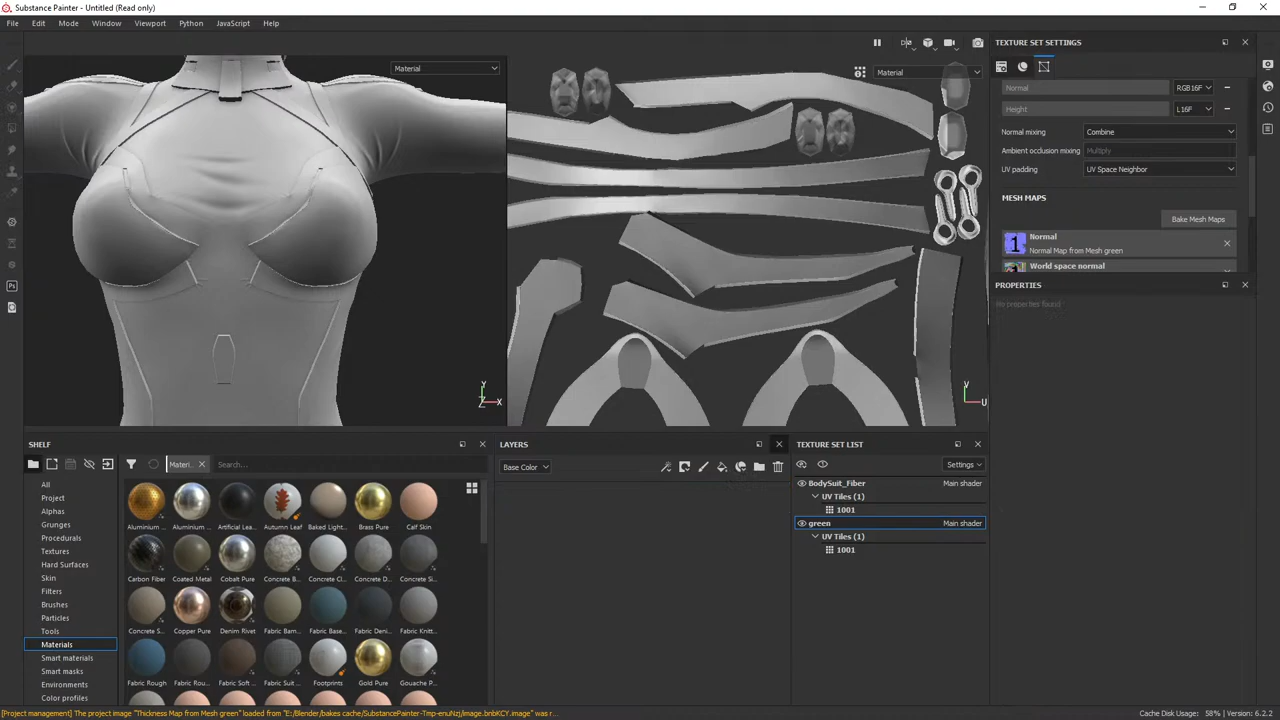 Substance Painter - Untitled (Read only)
File Edit Mode Window Viewport Python JavaScript Help
Material
Material
Y
Z X
V
U
TEXTURE SET SETTINGS
Normal RGB16F
Height L16F
Normal mixing Combine
Ambient occlusion mixing Multiply
UV padding UV Space Neighbor
MESH MAPS
Bake Mesh Maps
1 Normal
Normal Map from Mesh green
World space normal
PROPERTIES
No properties found
SHELF
Materi...
Search...
All
Project
Alphas
Grunges
Procedurals
Textures
Hard Surfaces
Skin
Filters
Brushes
Particles
Tools
Materials
Smart materials
Smart masks
Environments
Color profiles
Aluminium ... Aluminium ... Artificial Lea... Autumn Leaf Baked Light... Brass Pure Calf Skin
Carbon Fiber Coated Metal Cobalt Pure Concrete B... Concrete Cl... Concrete D... Concrete Si...
Concrete S... Copper Pure Denim Rivet Fabric Bam... Fabric Base... Fabric Deni... Fabric Knitt...
Fabric Rough Fabric Rou... Fabric Soft ... Fabric Suit ... Footprints Gold Pure Gouache P...
LAYERS
Base Color
TEXTURE SET LIST
Settings
BodySuit_Fiber Main shader
UV Tiles (1)
1001
green Main shader
UV Tiles (1)
1001
Ps
[Project management] The project image "Thickness Map from Mesh green" loaded from "E:/Blender/bakes cache/SubstancePainter-Tmp-enuNzj/image.bnbKCY.image" was r...
Cache Disk Usage: 58% | Version: 6.2.2